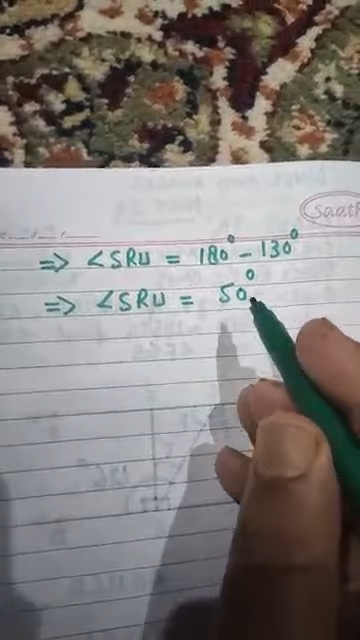 Saath
⇒ ∠SRU = 180° - 130°
⇒ ∠SRU = 50°